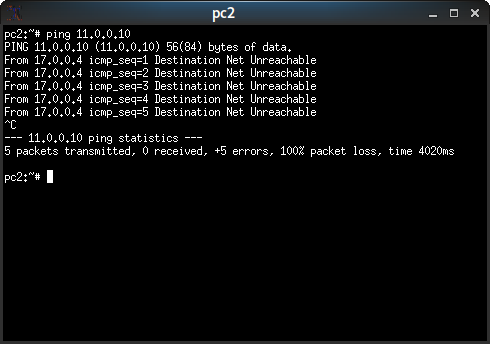 pc2
pc2:~# ping 11.0.0.10
PING 11.0.0.10 (11.0.0.10) 56(84) bytes of data.
From 17.0.0.4 icmp_seq=1 Destination Net Unreachable
From 17.0.0.4 icmp_seq=2 Destination Net Unreachable
From 17.0.0.4 icmp_seq=3 Destination Net Unreachable
From 17.0.0.4 icmp_seq=4 Destination Net Unreachable
From 17.0.0.4 icmp_seq=5 Destination Net Unreachable
^C
--- 11.0.0.10 ping statistics ---
5 packets transmitted, 0 received, +5 errors, 100% packet loss, time 4020ms
pc2:~#